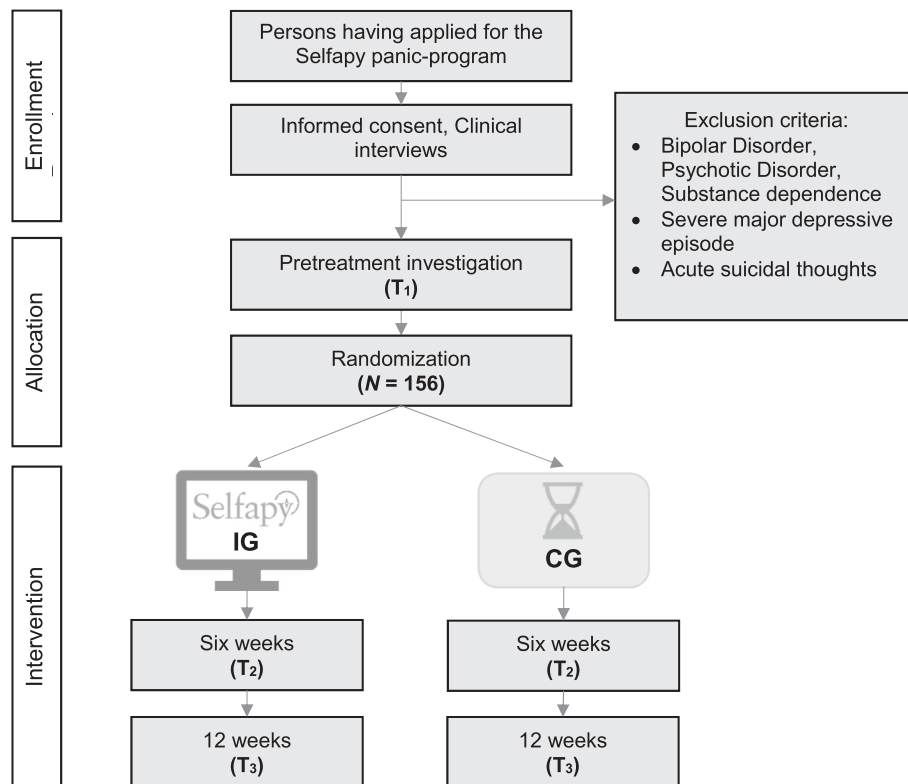 Enrollment
Persons having applied for the
Selfapy panic-program
Informed consent, Clinical
interviews
Exclusion criteria:
• Bipolar Disorder,
Psychotic Disorder,
Substance dependence
• Severe major depressive
episode
• Acute suicidal thoughts
Allocation
Pretreatment investigation
(T₁)
Randomization
(N = 156)
Intervention
Selfapy
IG
CG
Six weeks
(T₂)
Six weeks
(T₂)
12 weeks
(T₃)
12 weeks
(T₃)